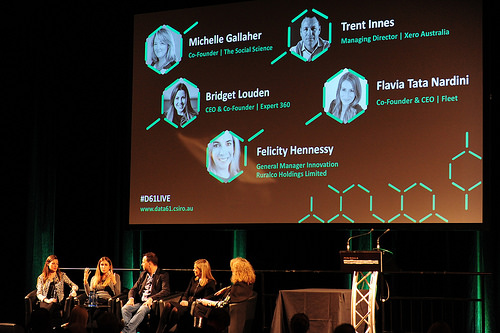 Michelle Gallaher
Co-Founder | The Social Science
Trent Innes
Managing Director | Xero Australia
Bridget Louden
CEO & Co-Founder | Expert 360
Flavia Tata Nardini
Co-Founder & CEO | Fleet
Felicity Hennessy
General Manager Innovation
Ruralco Holdings Limited
#D61LIVE
www.data61.csiro.au